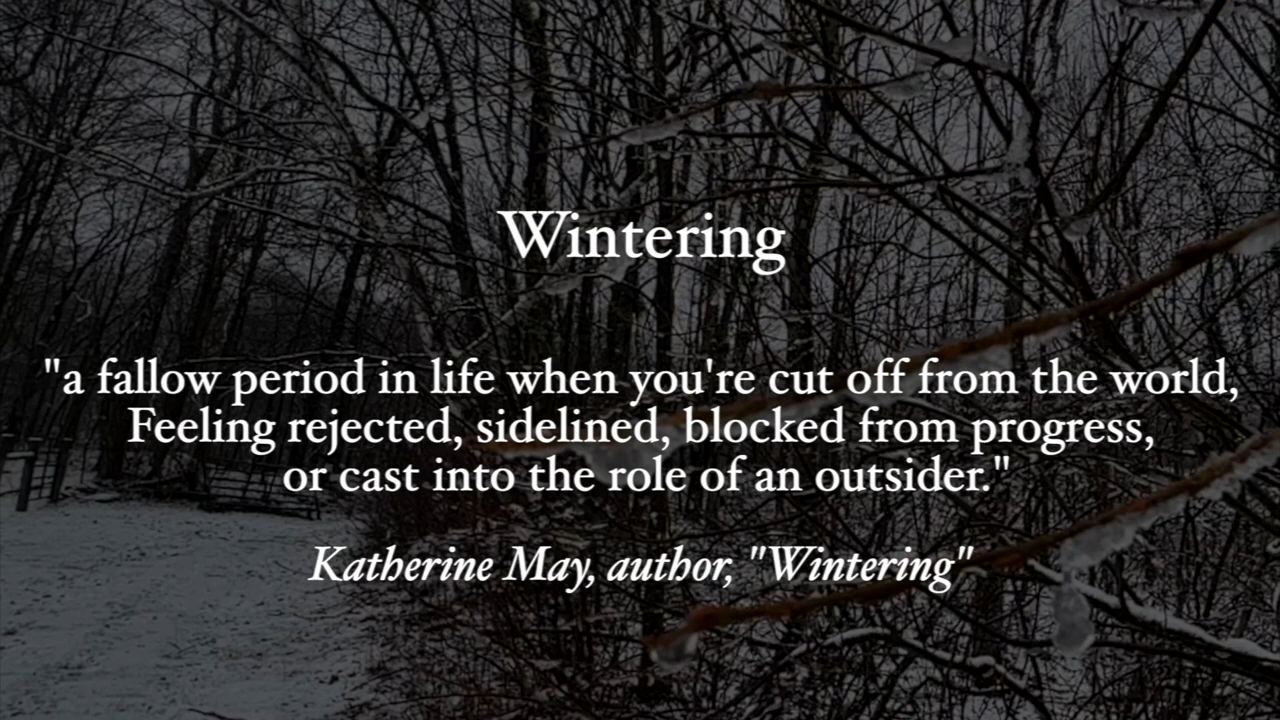 Wintering
"a fallow period in life when you're cut off from the world,
Feeling rejected, sidelined, blocked from progress,
or cast into the role of an outsider."
Katherine May, author, "Wintering"